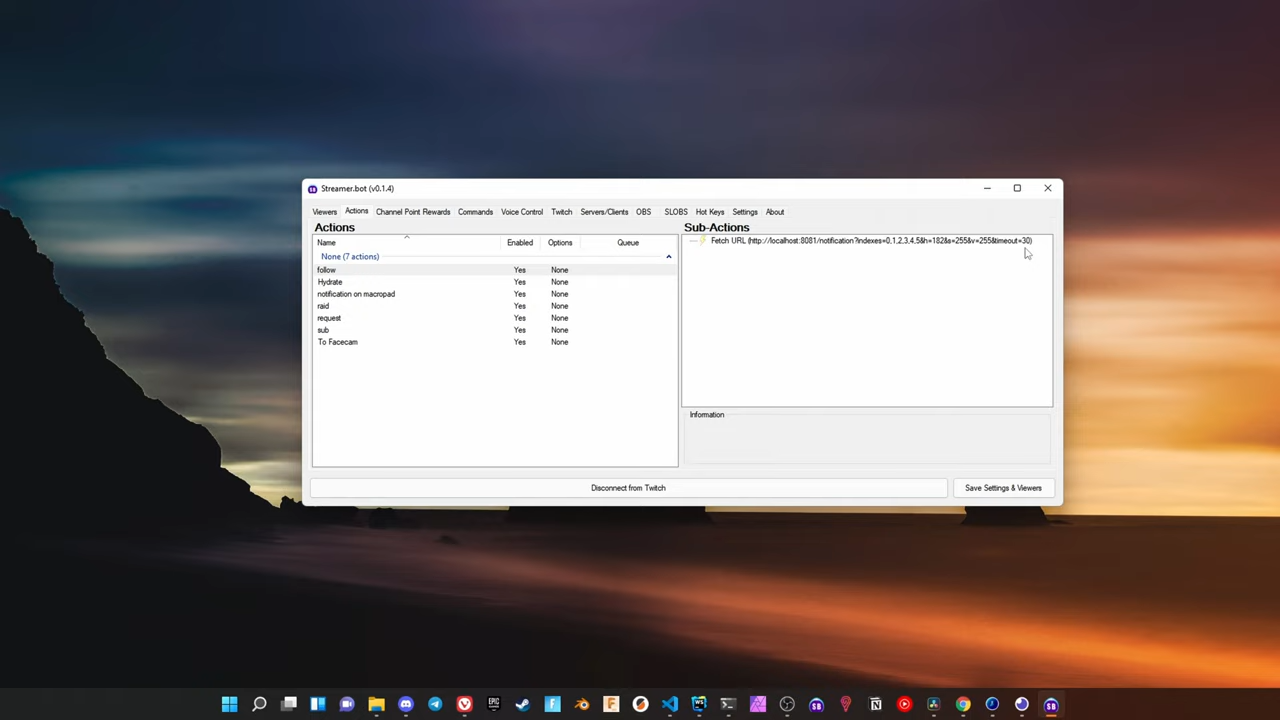 Streamer.bot (v0.1.4)
Viewers Actions Channel Point Rewards Commands Voice Control Twitch Servers/Clients OBS SLOBS Hot Keys Settings About
Actions
Name Enabled Options Queue
None (7 actions)
follow Yes None
Hydrate Yes None
notification on macropad Yes None
raid Yes None
request Yes None
sub Yes None
To Facecam Yes None
Sub-Actions
Fetch URL (http://localhost:8081/notification?indexes=0,1,2,3,4,5&h=182&s=255&v=255&timeout=30)
Information
Disconnect from Twitch
Save Settings & Viewers